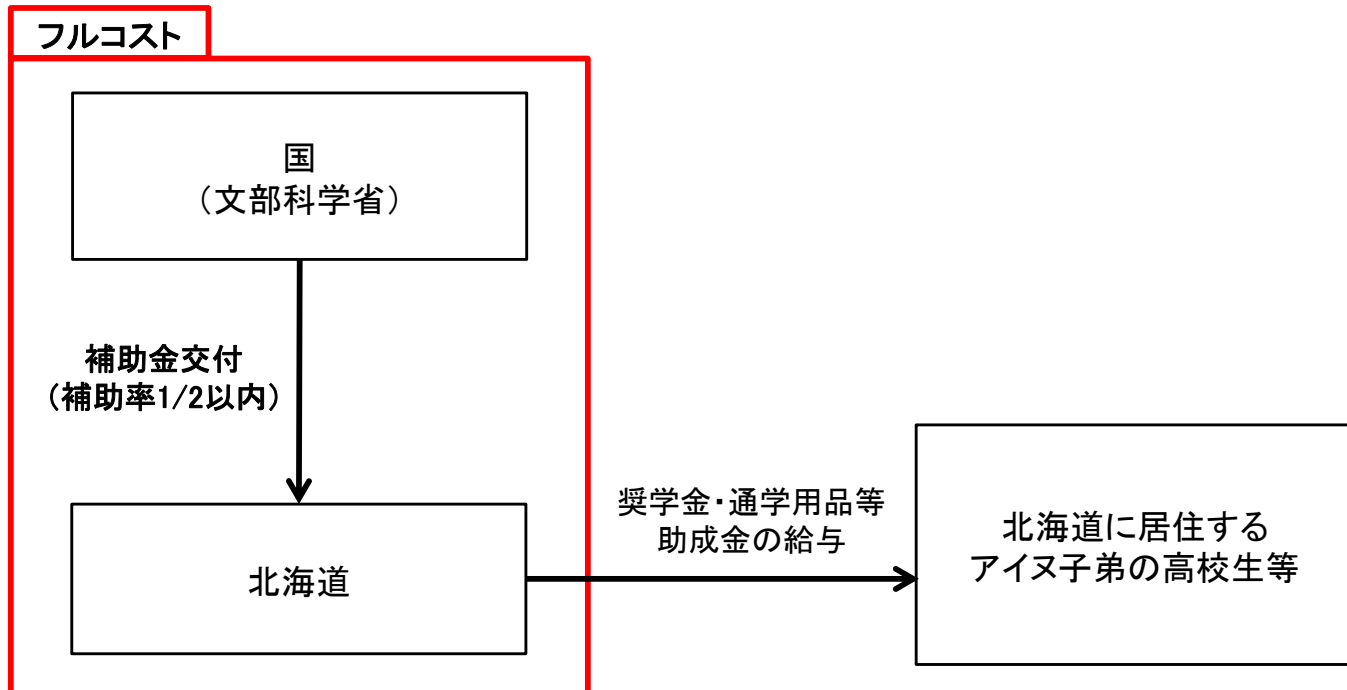 フルコスト
国
（文部科学省）
補助金交付
（補助率1/2以内）
北海道
奨学金・通学用品等
助成金の給与
北海道に居住する
アイヌ子弟の高校生等